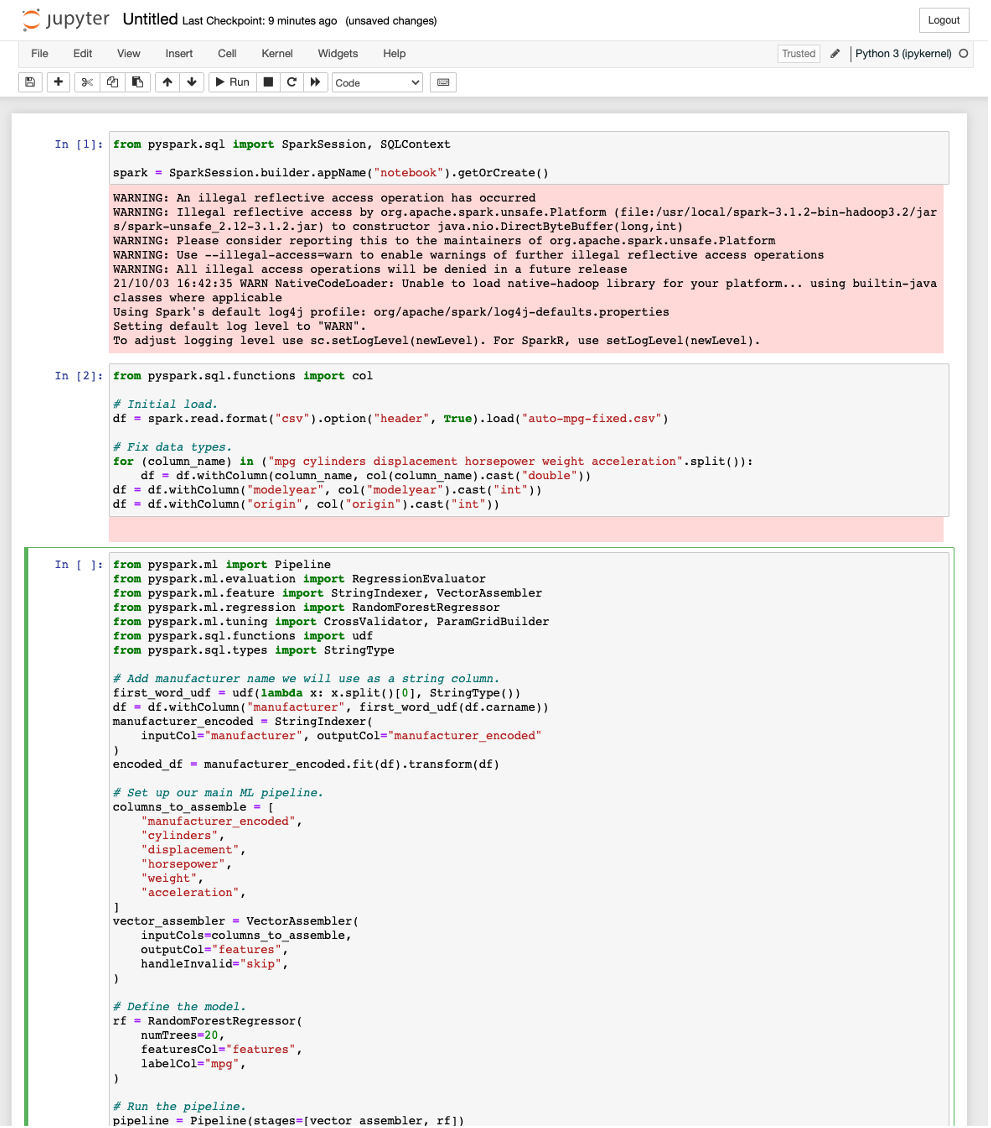 jupyter Untitled Last Checkpoint: 9 minutes ago (unsaved changes)
Logout
File Edit View Insert Cell Kernel Widgets Help
Trusted Python 3 (ipykernel)
Run Code
In [1]: from pyspark.sql import SparkSession, SQLContext
spark = SparkSession.builder.appName("notebook").getOrCreate()
WARNING: An illegal reflective access operation has occurred
WARNING: Illegal reflective access by org.apache.spark.unsafe.Platform (file:/usr/local/spark-3.1.2-bin-hadoop3.2/jar
s/spark-unsafe_2.12-3.1.2.jar) to constructor java.nio.DirectByteBuffer(long,int)
WARNING: Please consider reporting this to the maintainers of org.apache.spark.unsafe.Platform
WARNING: Use --illegal-access=warn to enable warnings of further illegal reflective access operations
WARNING: All illegal access operations will be denied in a future release
21/10/03 16:42:35 WARN NativeCodeLoader: Unable to load native-hadoop library for your platform... using builtin-java
classes where applicable
Using Spark's default log4j profile: org/apache/spark/log4j-defaults.properties
Setting default log level to "WARN".
To adjust logging level use sc.setLogLevel(newLevel). For SparkR, use setLogLevel(newLevel).
In [2]: from pyspark.sql.functions import col
# Initial load.
df = spark.read.format("csv").option("header", True).load("auto-mpg-fixed.csv")
# Fix data types.
for (column_name) in ("mpg cylinders displacement horsepower weight acceleration".split()):
    df = df.withColumn(column_name, col(column_name).cast("double"))
df = df.withColumn("modelyear", col("modelyear").cast("int"))
df = df.withColumn("origin", col("origin").cast("int"))
In [ ]: from pyspark.ml import Pipeline
from pyspark.ml.evaluation import RegressionEvaluator
from pyspark.ml.feature import StringIndexer, VectorAssembler
from pyspark.ml.regression import RandomForestRegressor
from pyspark.ml.tuning import CrossValidator, ParamGridBuilder
from pyspark.sql.functions import udf
from pyspark.sql.types import StringType
# Add manufacturer name we will use as a string column.
first_word_udf = udf(lambda x: x.split()[0], StringType())
df = df.withColumn("manufacturer", first_word_udf(df.carname))
manufacturer_encoded = StringIndexer(
    inputCol="manufacturer", outputCol="manufacturer_encoded"
)
encoded_df = manufacturer_encoded.fit(df).transform(df)
# Set up our main ML pipeline.
columns_to_assemble = [
    "manufacturer_encoded",
    "cylinders",
    "displacement",
    "horsepower",
    "weight",
    "acceleration",
]
vector_assembler = VectorAssembler(
    inputCols=columns_to_assemble,
    outputCol="features",
    handleInvalid="skip",
)
# Define the model.
rf = RandomForestRegressor(
    numTrees=20,
    featuresCol="features",
    labelCol="mpg",
)
# Run the pipeline.
pipeline = Pipeline(stages=[vector_assembler, rf])